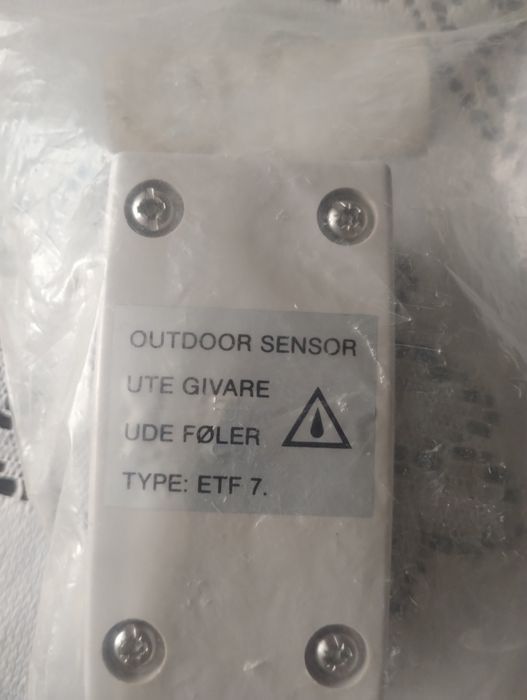 OUTDOOR SENSOR
UTE GIVARE
UDE FØLER
TYPE: ETF 7.